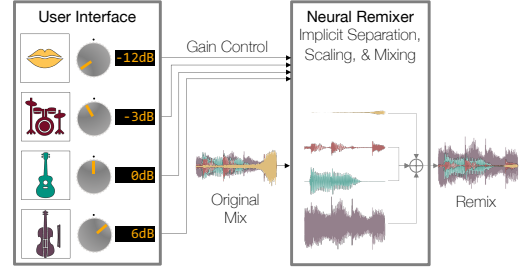 User Interface
-12dB
-3dB
0dB
6dB
Gain Control
Original
Mix
Neural Remixer
Implicit Separation,
Scaling, & Mixing
Remix